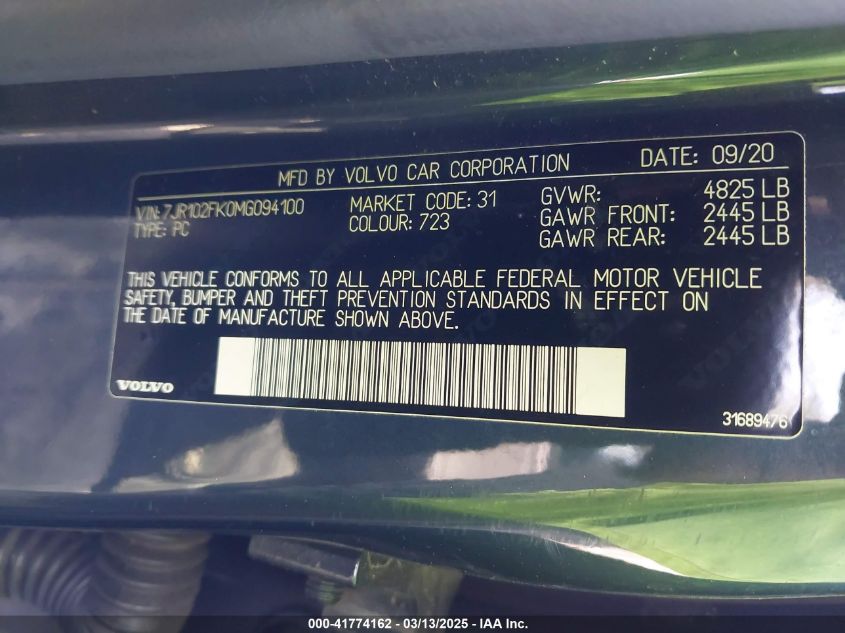 MFD BY VOLVO CAR CORPORATION DATE: 09/20
VIN: 7JR102FK0MG094100 MARKET CODE: 31 GVWR: 4825 LB
TYPE: PC COLOUR: 723 GAWR FRONT: 2445 LB
GAWR REAR: 2445 LB
THIS VEHICLE CONFORMS TO ALL APPLICABLE FEDERAL MOTOR VEHICLE
SAFETY, BUMPER AND THEFT PREVENTION STANDARDS IN EFFECT ON
THE DATE OF MANUFACTURE SHOWN ABOVE.
VOLVO
31689476
000-41774162 - 03/13/2025 - IAA Inc.